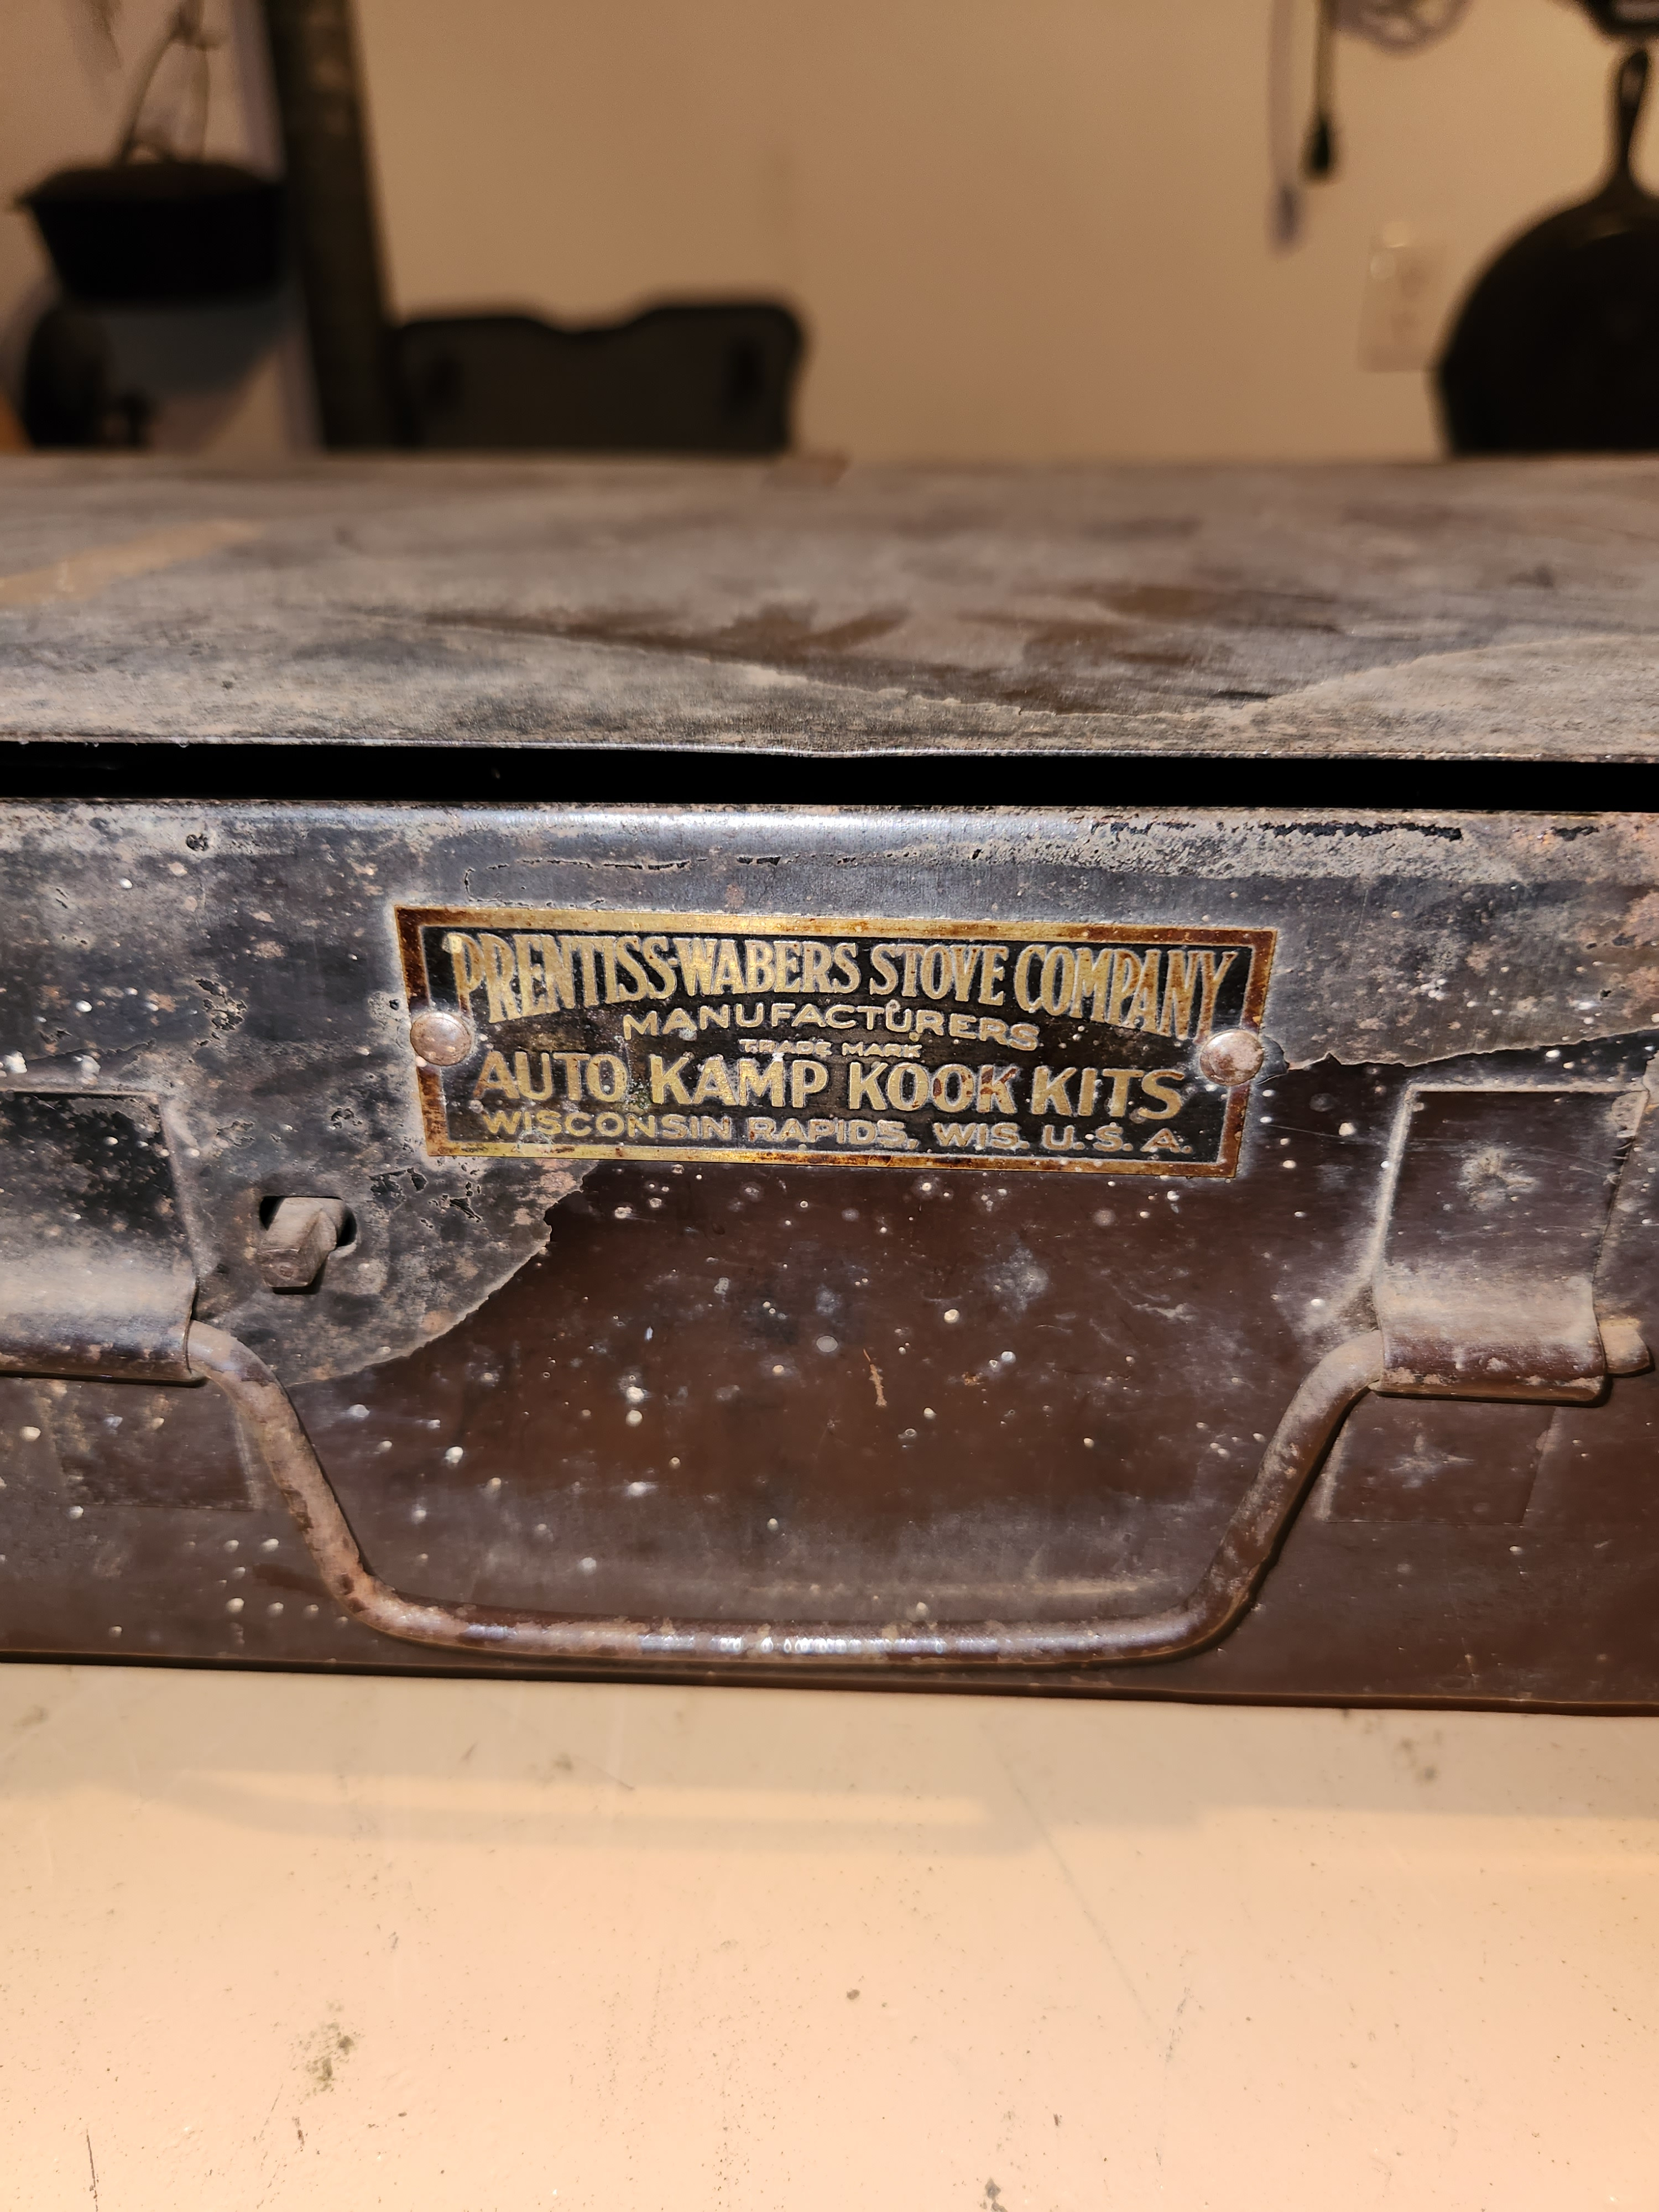 PRENTISS-WABERS STOVE COMPANY
MANUFACTURERS
TRADE MARK
AUTO KAMP KOOK KITS
WISCONSIN RAPIDS, WIS. U.S.A.